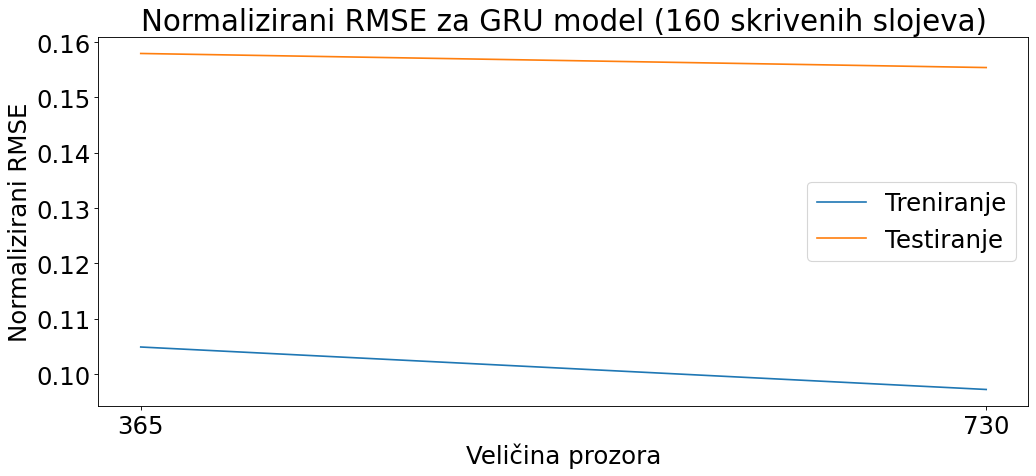 Normalizirani RMSE za GRU model (160 skrivenih slojeva)
Normalizirani RMSE
0.16
0.15
0.14
0.13
0.12
0.11
0.10
Treniranje
Testiranje
365
730
Veličina prozora